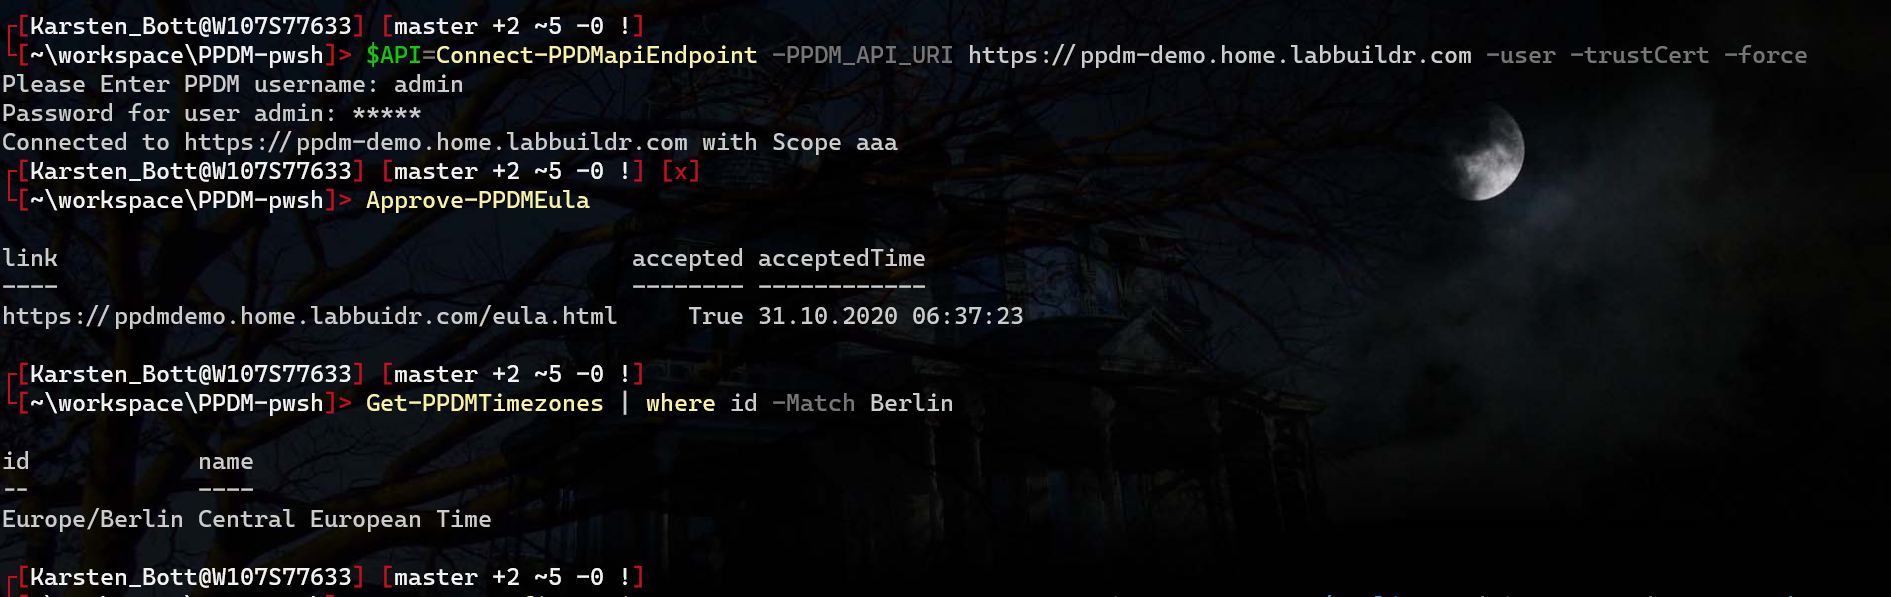 [Karsten_Bott@W107S77633] [master +2 ~5 -0 !]
[~\workspace\PPDM-pwsh]> $API=Connect-PPDMapiEndpoint -PPDM_API_URI https://ppdm-demo.home.labbuildr.com -user -trustCert -force
Please Enter PPDM username: admin
Password for user admin: *****
Connected to https://ppdm-demo.home.labbuildr.com with Scope aaa
[Karsten_Bott@W107S77633] [master +2 ~5 -0 !] [x]
[~\workspace\PPDM-pwsh]> Approve-PPDMEula
link accepted acceptedTime
---- -------- ------------
https://ppdmdemo.home.labbuidr.com/eula.html True 31.10.2020 06:37:23
[Karsten_Bott@W107S77633] [master +2 ~5 -0 !]
[~\workspace\PPDM-pwsh]> Get-PPDMTimezones | where id -Match Berlin
id name
-- ----
Europe/Berlin Central European Time
[Karsten_Bott@W107S77633] [master +2 ~5 -0 !]